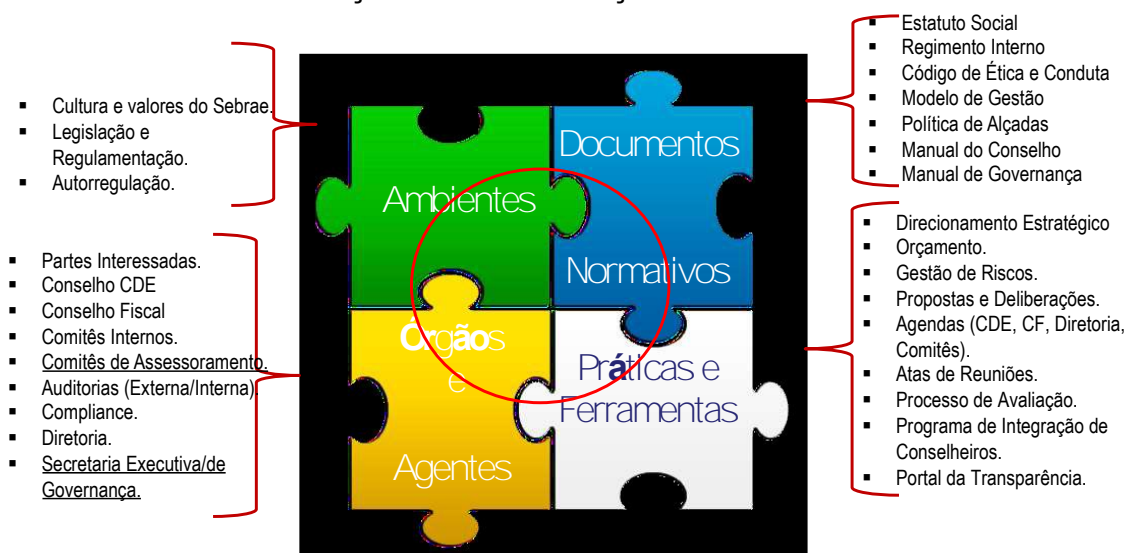 Cultura e valores do Sebrae.
Legislação e
Regulamentação.
Autorregulação.
Partes Interessadas.
Conselho CDE
Conselho Fiscal
Comitês Internos.
Comitês de Assessoramento.
Auditorias (Externa/Interna).
Compliance.
Diretoria.
Secretaria Executiva/de
Governança.
Ambientes
Documentos
Normativos
Órgãos
e
Agentes
Práticas e
Ferramentas
Estatuto Social
Regimento Interno
Código de Ética e Conduta
Modelo de Gestão
Política de Alçadas
Manual do Conselho
Manual de Governança
Direcionamento Estratégico
Orçamento.
Gestão de Riscos.
Propostas e Deliberações.
Agendas (CDE, CF, Diretoria,
Comitês).
Atas de Reuniões.
Processo de Avaliação.
Programa de Integração de
Conselheiros.
Portal da Transparência.